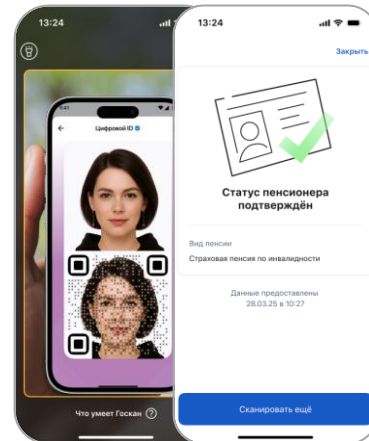 13:24
9:41
Цифровой ID
Что умеет Госкан ?
13:24
Закрыть
Статус пенсионера
подтверждён
Вид пенсии
Страховая пенсия по инвалидности
Данные предоставлены
28.03.25 в 10:27
Сканировать ещё